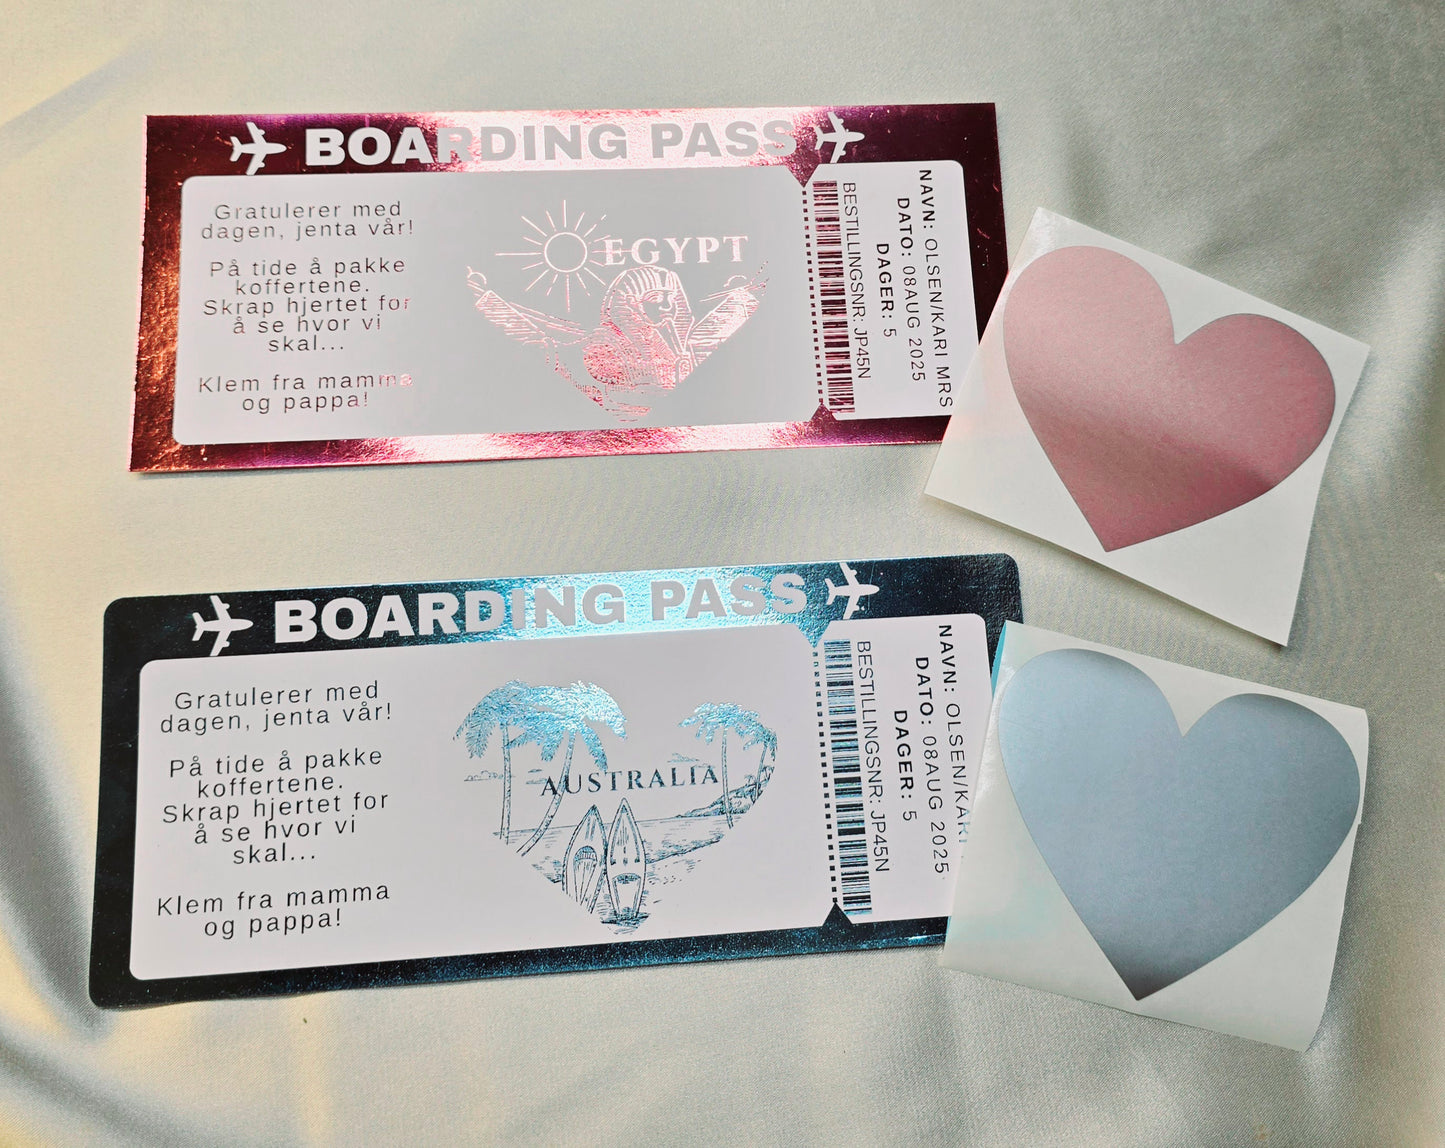 BOARDING PASS
Gratulerer med
dagen, jenta vår!
På tide å pakke
koffertene.
Skrap hjertet for
å se hvor vi
skal...
Klem fra mamma
og pappa!
EGYPT
BESTILLINGSNR: JP45N
DAGER: 5
DATO: 08AUG 2025
NAVN: OLSEN/KARI MRS
BOARDING PASS
Gratulerer med
dagen, jenta vår!
På tide å pakke
koffertene.
Skrap hjertet for
å se hvor vi
skal...
Klem fra mamma
og pappa!
AUSTRALIA
BESTILLINGSNR: JP45N
DAGER: 5
DATO: 08AUG 2025
NAVN: OLSEN/KARI